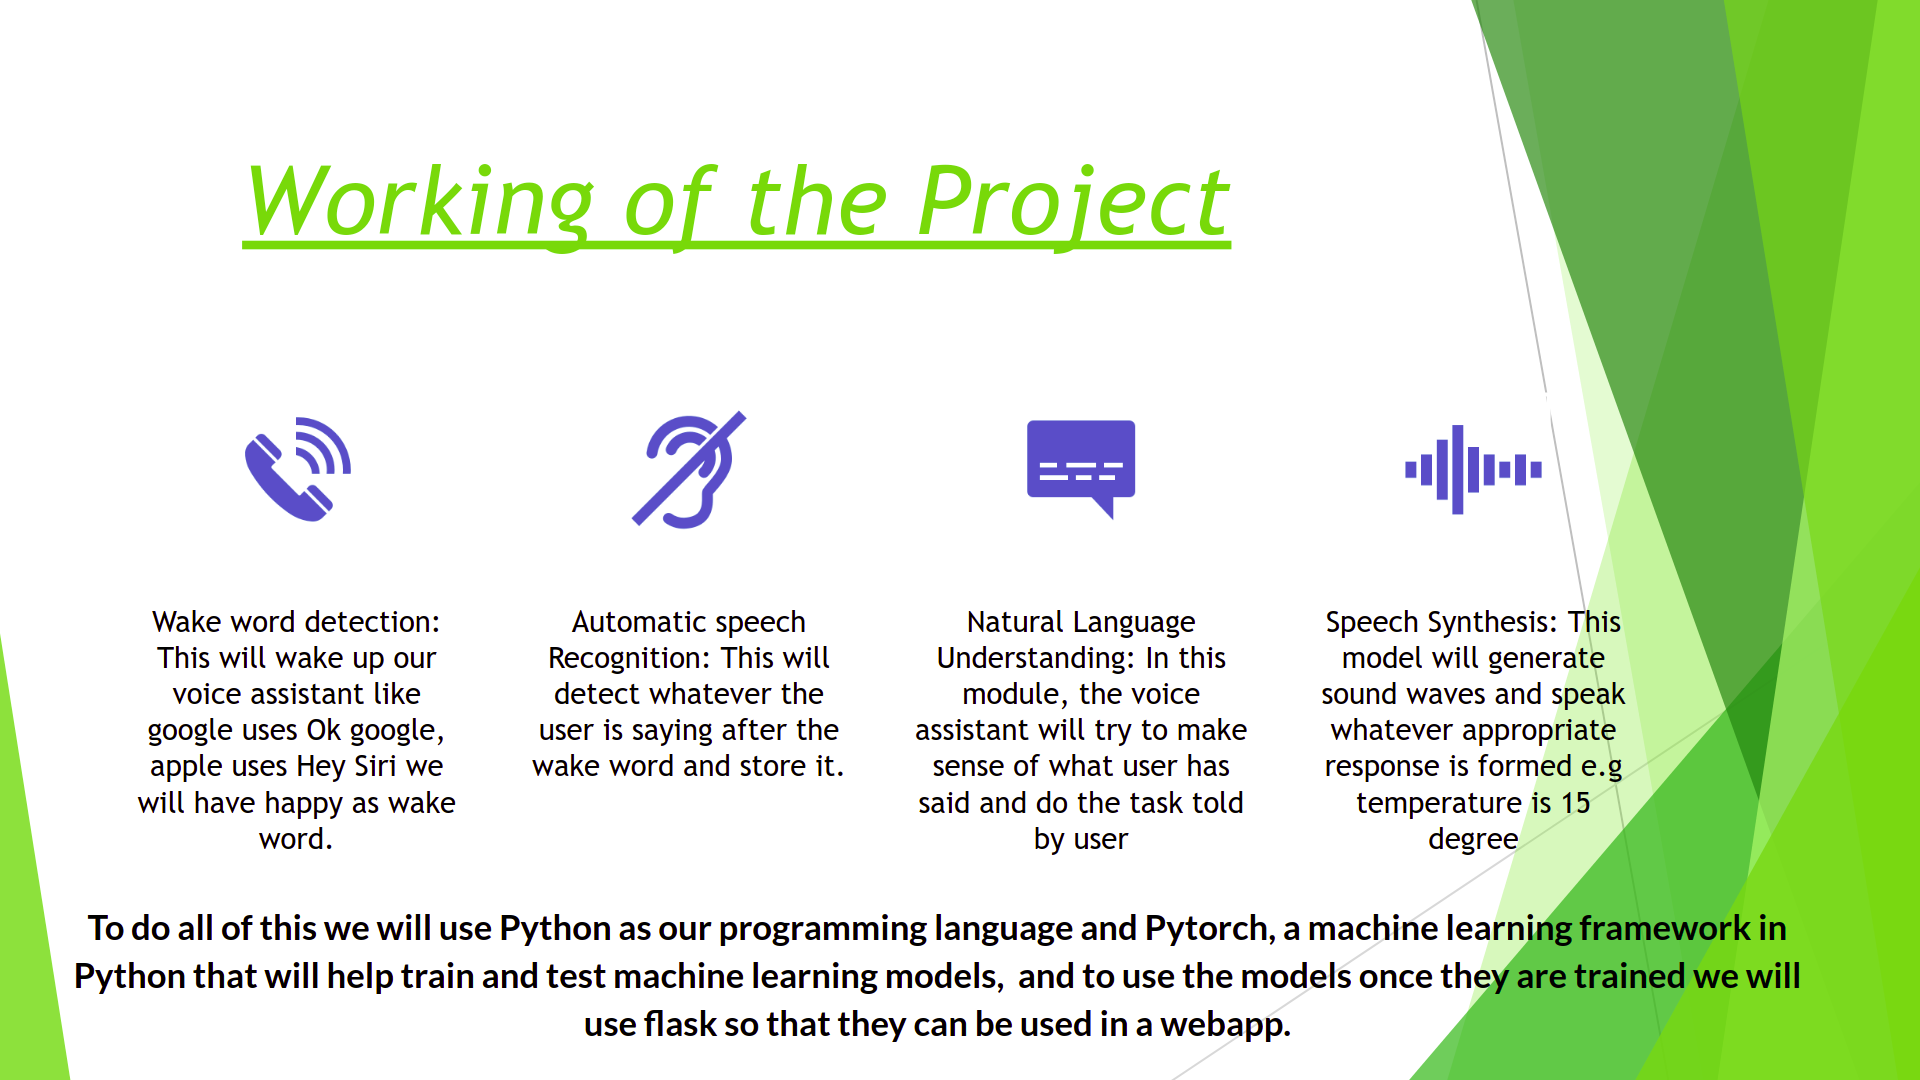 Working of the Project
Wake word detection:
This will wake up our
voice assistant like
google uses Ok google,
apple uses Hey Siri we
will have happy as wake
word.
Automatic speech
Recognition: This will
detect whatever the
user is saying after the
wake word and store it.
Natural Language
Understanding: In this
module, the voice
assistant will try to make
sense of what user has
said and do the task told
by user
Speech Synthesis: This
model will generate
sound waves and speak
whatever appropriate
response is formed e.g
temperature is 15
degree
To do all of this we will use Python as our programming language and Pytorch, a machine learning framework in
Python that will help train and test machine learning models,  and to use the models once they are trained we will
use flask so that they can be used in a webapp.